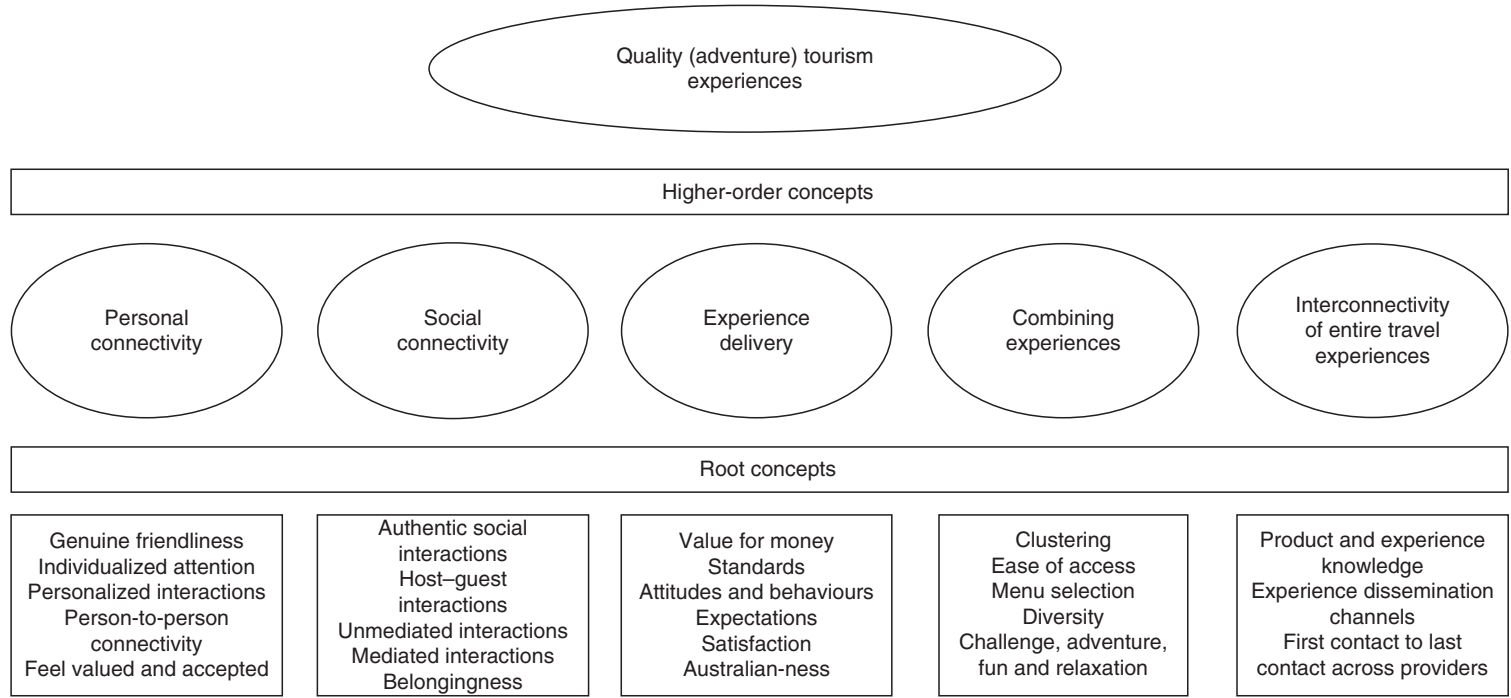 Quality (adventure) tourism
experiences
Higher-order concepts
Personal
connectivity
Social
connectivity
Experience
delivery
Combining
experiences
Interconnectivity
of entire travel
experiences
Root concepts
Genuine friendliness
Individualized attention
Personalized interactions
Person-to-person
connectivity
Feel valued and accepted
Authentic social
interactions
Host–guest
interactions
Unmediated interactions
Mediated interactions
Belongingness
Value for money
Standards
Attitudes and behaviours
Expectations
Satisfaction
Australian-ness
Clustering
Ease of access
Menu selection
Diversity
Challenge, adventure,
fun and relaxation
Product and experience
knowledge
Experience dissemination
channels
First contact to last
contact across providers